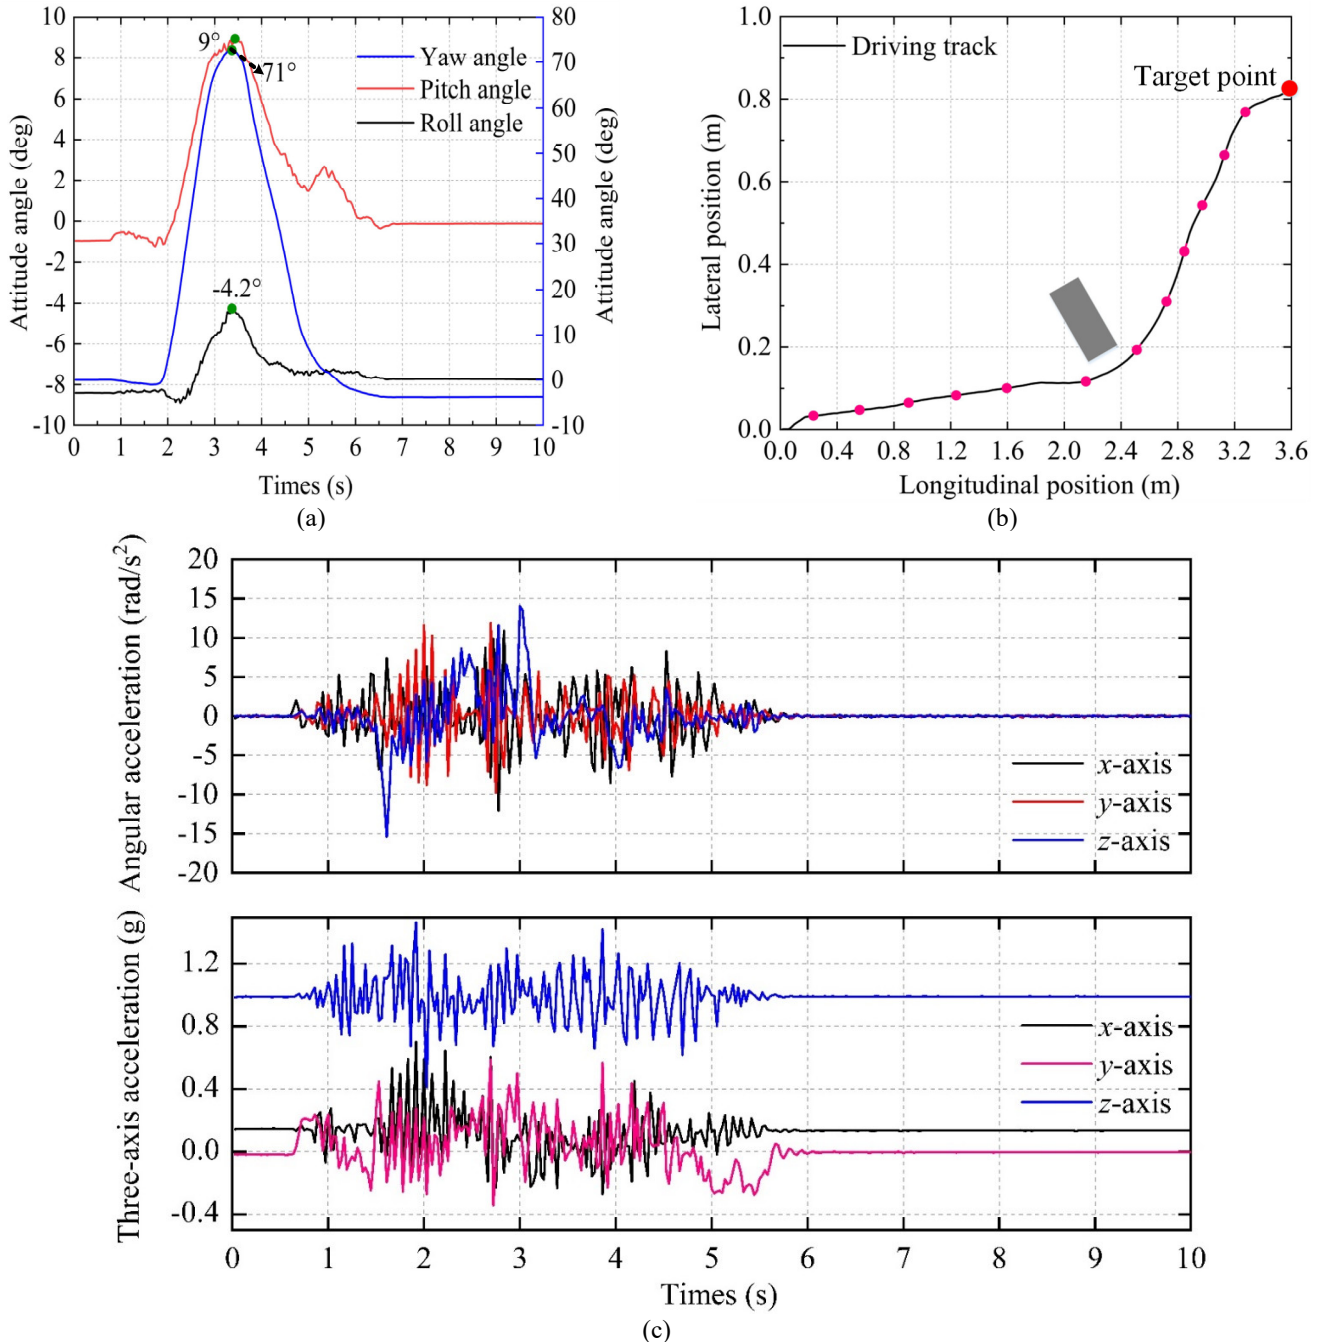 10
8
6
4
2
0
-2
-4
-6
-8
-10
Attitude angle (deg)
9°
71°
-4.2°
Yaw angle
Pitch angle
Roll angle
80
70
60
50
40
30
20
10
0
-10
Attitude angle (deg)
0 1 2 3 4 5 6 7 8 9 10
Times (s)
(a)
1.0
0.8
0.6
0.4
0.2
0.0
Lateral position (m)
Driving track
Target point
0.0 0.4 0.8 1.2 1.6 2.0 2.4 2.8 3.2 3.6
Longitudinal position (m)
(b)
20
15
10
5
0
-5
-10
-15
-20
Angular acceleration (rad/s²)
x-axis
y-axis
z-axis
1.2
0.8
0.4
0.0
-0.4
Three-axis acceleration (g)
x-axis
y-axis
z-axis
0 1 2 3 4 5 6 7 8 9 10
Times (s)
(c)